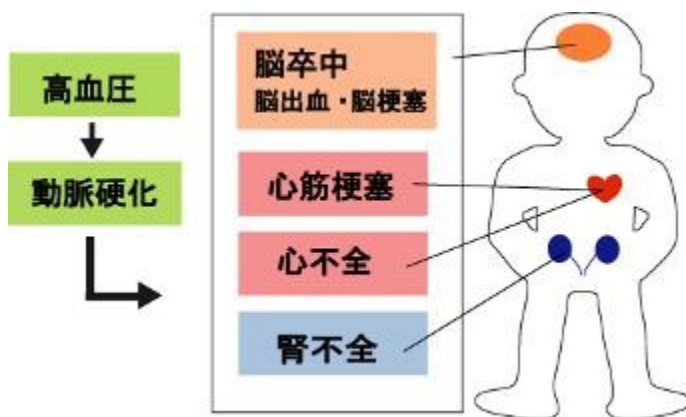 高血圧
動脈硬化
脳卒中
脳出血・脳梗塞
心筋梗塞
心不全
腎不全